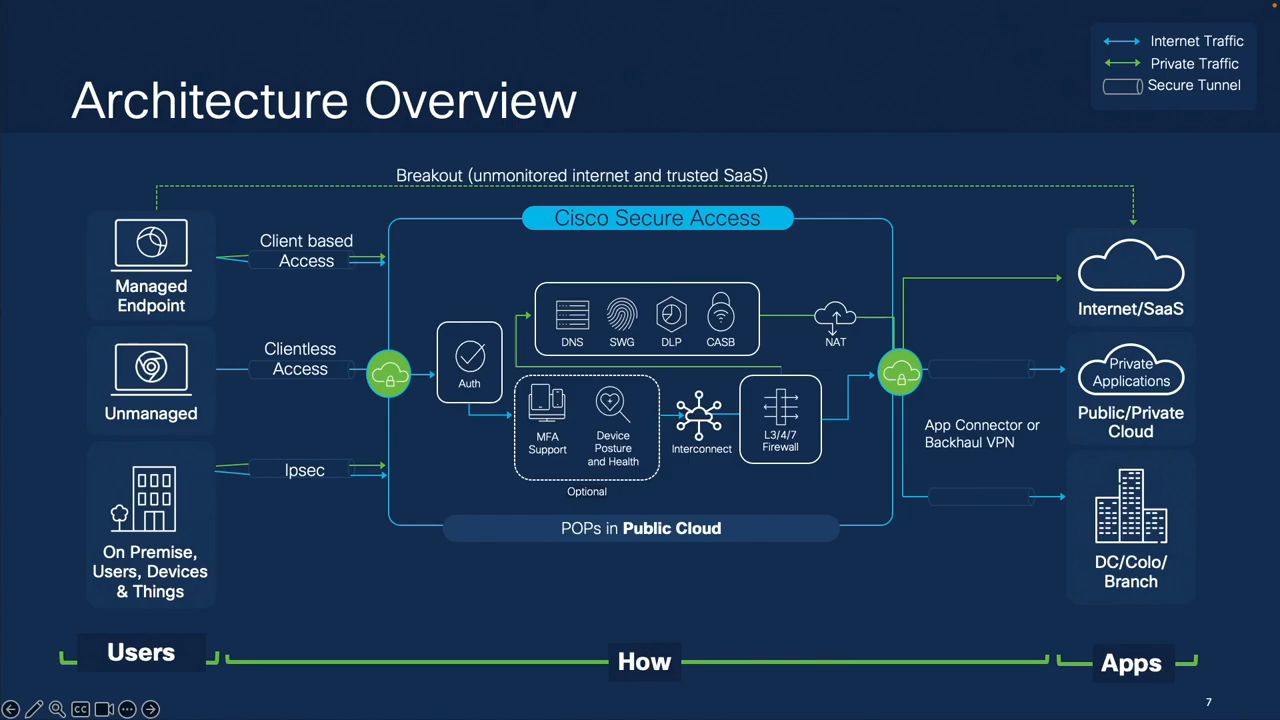 Internet Traffic
Private Traffic
Secure Tunnel
Architecture Overview
Breakout (unmonitored internet and trusted SaaS)
Cisco Secure Access
Managed
Endpoint
Client based
Access
Unmanaged
Clientless
Access
On Premise,
Users, Devices
& Things
Ipsec
Auth
DNS
SWG
DLP
CASB
NAT
MFA
Support
Device
Posture
and Health
Optional
Interconnect
L3/4/7
Firewall
POPs in Public Cloud
App Connector or
Backhaul VPN
Internet/SaaS
Private
Applications
Public/Private
Cloud
DC/Colo/
Branch
Users
How
Apps
7
CC